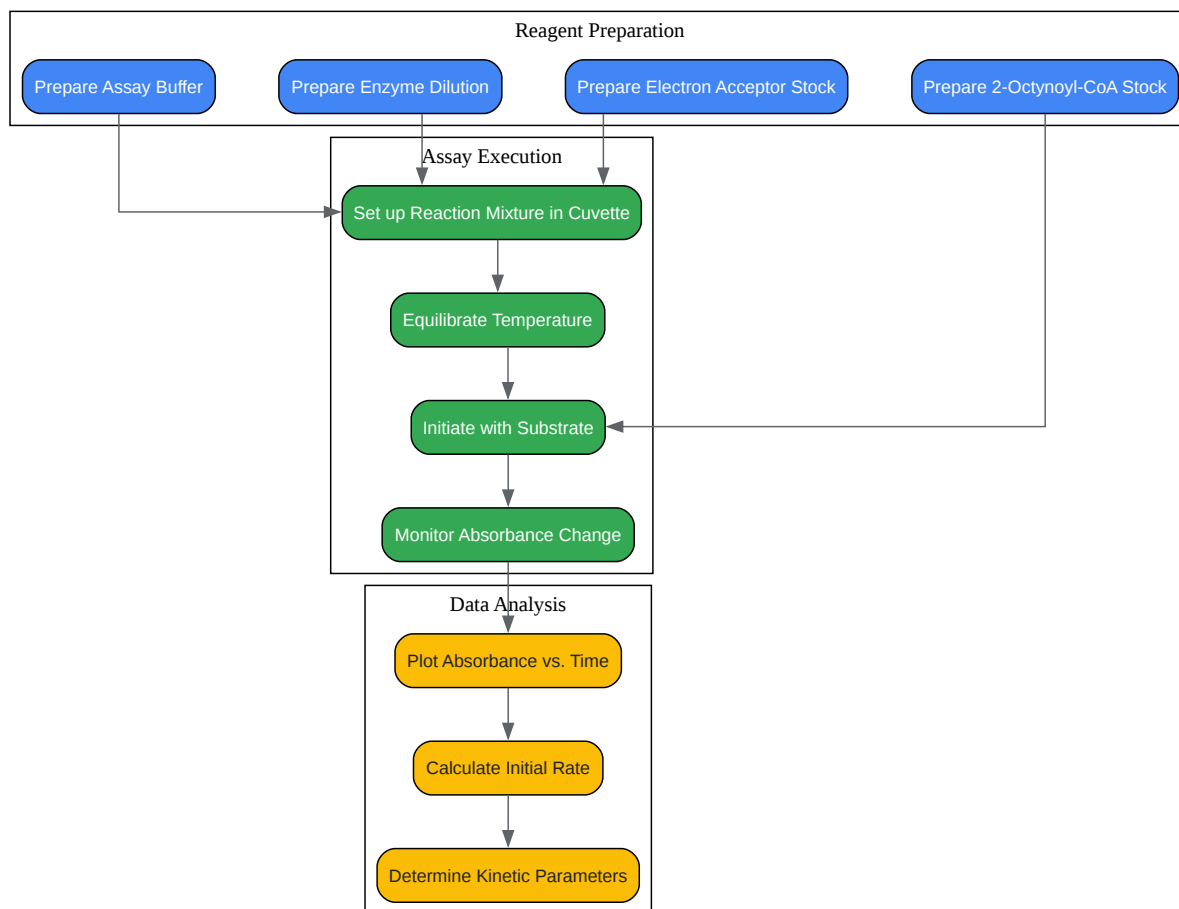 Reagent Preparation
Prepare Assay Buffer
Prepare Enzyme Dilution
Prepare Electron Acceptor Stock
Prepare 2-Octynoyl-CoA Stock
Assay Execution
Set up Reaction Mixture in Cuvette
Equilibrate Temperature
Initiate with Substrate
Monitor Absorbance Change
Data Analysis
Plot Absorbance vs. Time
Calculate Initial Rate
Determine Kinetic Parameters